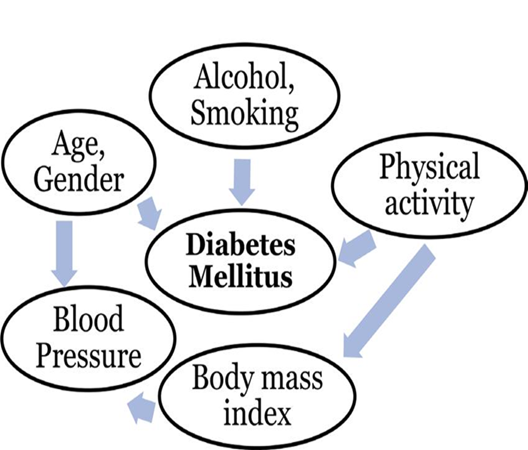 Alcohol,
Smoking
Age,
Gender
Physical
activity
Diabetes
Mellitus
Blood
Pressure
Body mass
index